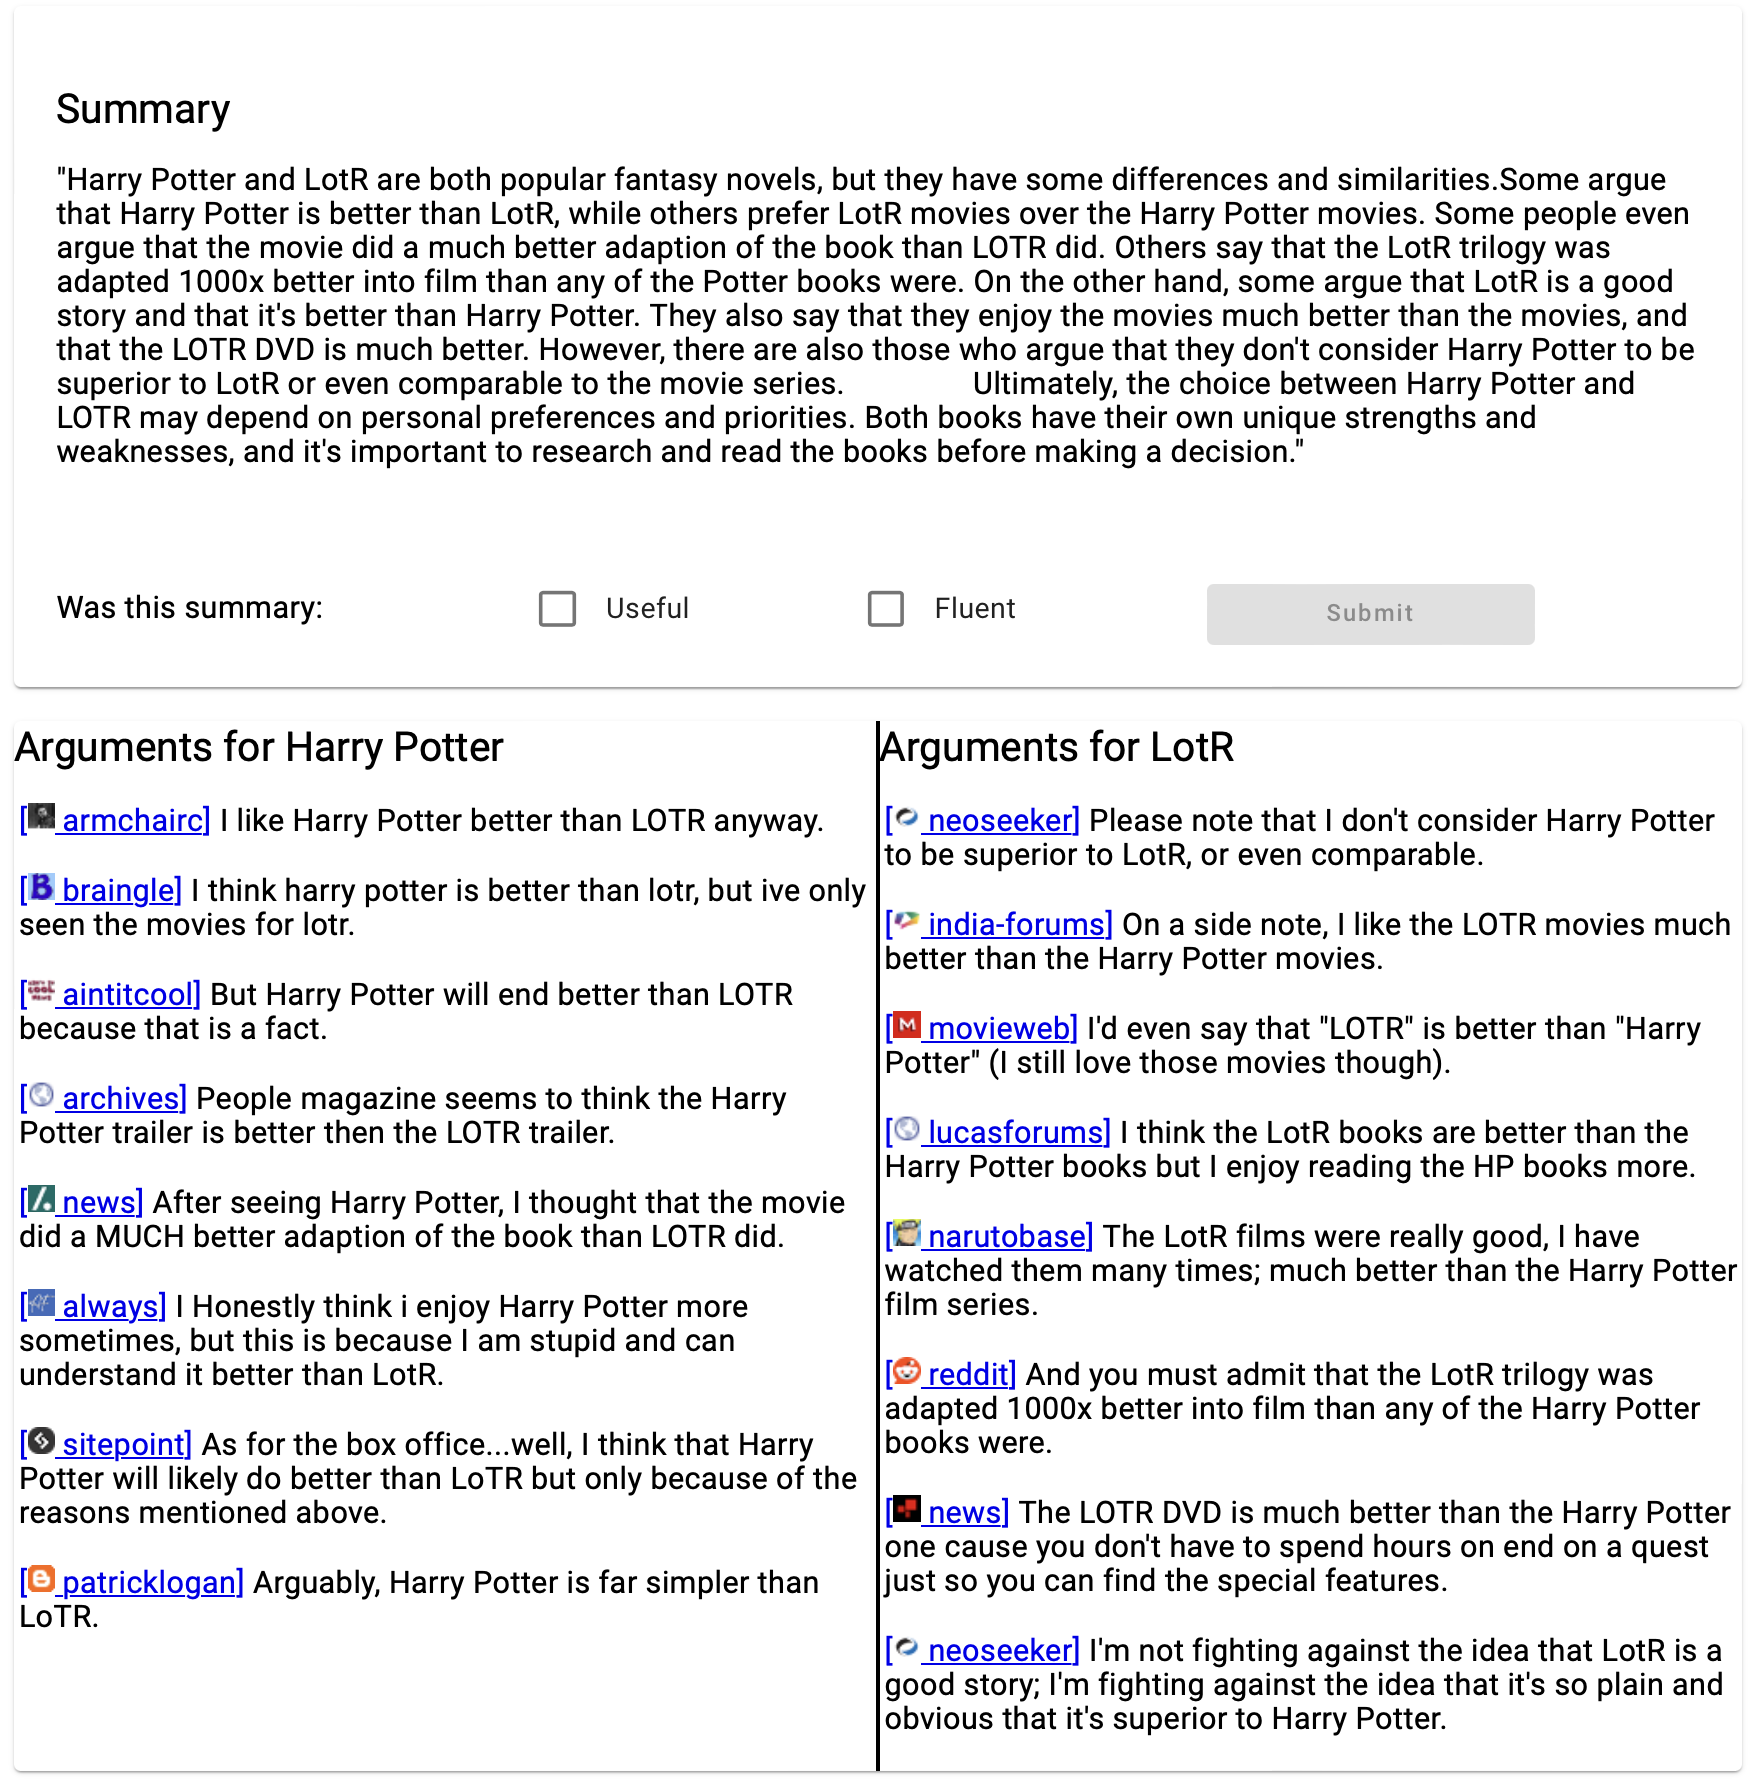 Summary
"Harry Potter and LotR are both popular fantasy novels, but they have some differences and similarities.Some argue
that Harry Potter is better than LotR, while others prefer LotR movies over the Harry Potter movies. Some people even
argue that the movie did a much better adaption of the book than LOTR did. Others say that the LotR trilogy was
adapted 1000x better into film than any of the Potter books were. On the other hand, some argue that LotR is a good
story and that it's better than Harry Potter. They also say that they enjoy the movies much better than the movies, and
that the LOTR DVD is much better. However, there are also those who argue that they don't consider Harry Potter to be
superior to LotR or even comparable to the movie series. Ultimately, the choice between Harry Potter and
LOTR may depend on personal preferences and priorities. Both books have their own unique strengths and
weaknesses, and it's important to research and read the books before making a decision."
Was this summary: Useful Fluent Submit
Arguments for Harry Potter
[armchairc] I like Harry Potter better than LOTR anyway.
[braingle] I think harry potter is better than lotr, but ive only
seen the movies for lotr.
[aintitcool] But Harry Potter will end better than LOTR
because that is a fact.
[archives] People magazine seems to think the Harry
Potter trailer is better then the LOTR trailer.
[news] After seeing Harry Potter, I thought that the movie
did a MUCH better adaption of the book than LOTR did.
[always] I Honestly think i enjoy Harry Potter more
sometimes, but this is because I am stupid and can
understand it better than LotR.
[sitepoint] As for the box office...well, I think that Harry
Potter will likely do better than LoTR but only because of the
reasons mentioned above.
[patricklogan] Arguably, Harry Potter is far simpler than
LoTR.
Arguments for LotR
[neoseeker] Please note that I don't consider Harry Potter
to be superior to LotR, or even comparable.
[india-forums] On a side note, I like the LOTR movies much
better than the Harry Potter movies.
[movieweb] I'd even say that "LOTR" is better than "Harry
Potter" (I still love those movies though).
[lucasforums] I think the LotR books are better than the
Harry Potter books but I enjoy reading the HP books more.
[narutobase] The LotR films were really good, I have
watched them many times; much better than the Harry Potter
film series.
[reddit] And you must admit that the LotR trilogy was
adapted 1000x better into film than any of the Harry Potter
books were.
[news] The LOTR DVD is much better than the Harry Potter
one cause you don't have to spend hours on end on a quest
just so you can find the special features.
[neoseeker] I'm not fighting against the idea that LotR is a
good story; I'm fighting against the idea that it's so plain and
obvious that it's superior to Harry Potter.